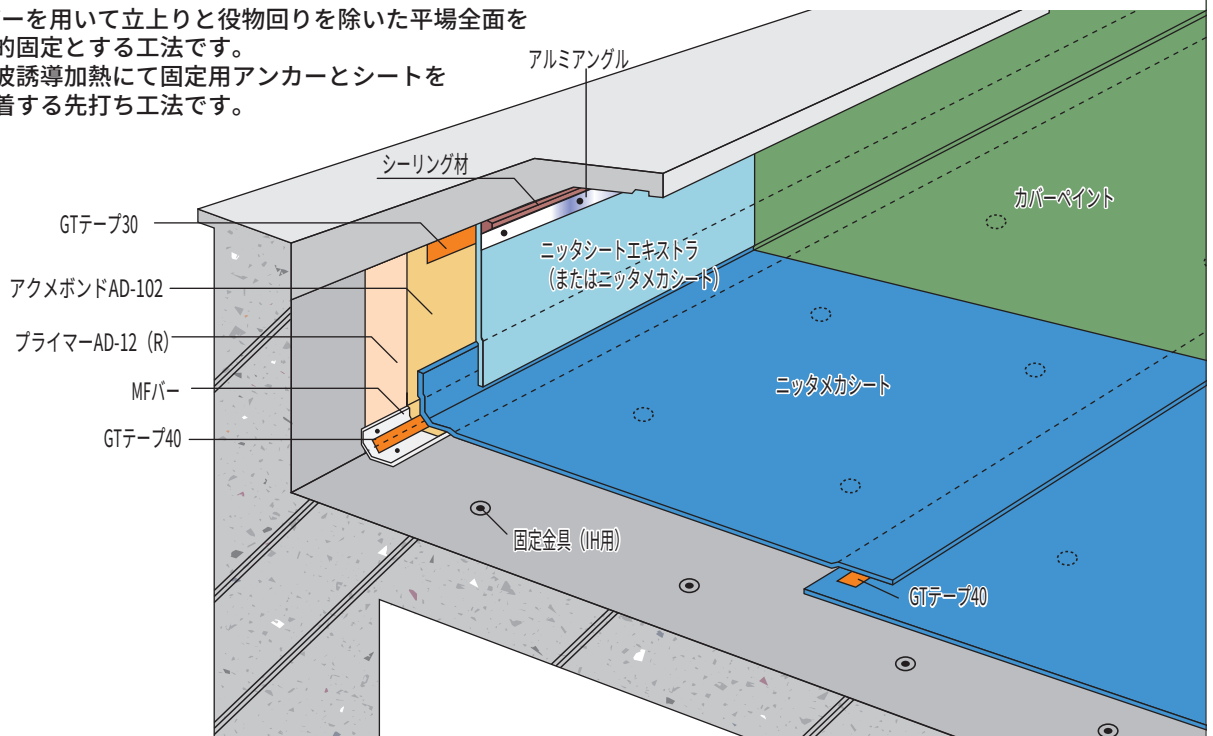 ーを用いて立上りと役物回りを除いた平場全面を
的固定とする工法です。
波誘導加熱にて固定用アンカーとシートを
着する先打ち工法です。
アルミアングル
シーリング材
GTテープ30
カバーペイント
ニッタシートエキストラ
（またはニッタメカシート）
アクメボンドAD-102
プライマーAD-12（R）
MFバー
ニッタメカシート
GTテープ40
固定金具（IH用）
GTテープ40